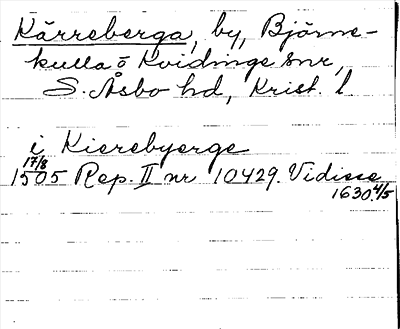 Kärreberga, by, Björne-
kulla o Kvidinge snr,
S. Åsbo hd, Krist. l
i Kierebyerge
1505 17/8 Rep. II nr 10429. Vidisse
1630 4/5